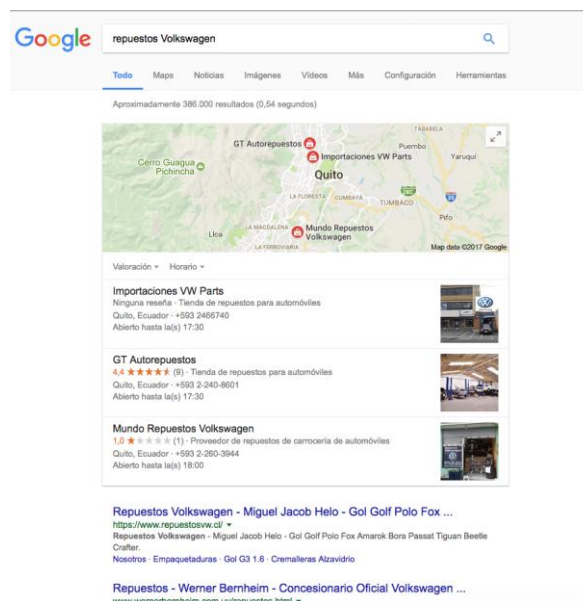 Google
repuestos Volkswagen
Todo Maps Noticias Imágenes Vídeos Más Configuración Herramientas
Aproximadamente 386.000 resultados (0,54 segundos)
TABABELA
GT Autorepuestos
Puembo
Importaciones VW Parts
Yaruquí
Cerro Guagua
Pichincha
Quito
LA FLORESTA
CUMBAYÁ
TUMBACO
Pifo
LA MAGDALENA
Mundo Repuestos
Volkswagen
Lloa
LA FERROVIARIA
Map data ©2017 Google
Valoración Horario
Importaciones VW Parts
Ninguna reseña · Tienda de repuestos para automóviles
Quito, Ecuador · +593 2466740
Abierto hasta la(s) 17:30
GT Autorepuestos
4,4 (9) · Tienda de repuestos para automóviles
Quito, Ecuador · +593 2-240-8601
Abierto hasta la(s) 17:30
Mundo Repuestos Volkswagen
1,0 (1) · Proveedor de repuestos de carrocería de automóviles
Quito, Ecuador · +593 2-260-3944
Abierto hasta la(s) 18:00
Repuestos Volkswagen - Miguel Jacob Helo - Gol Golf Polo Fox ...
https://www.repuestosvw.cl/
Repuestos Volkswagen - Miguel Jacob Helo - Gol Golf Polo Fox Amarok Bora Passat Tiguan Beetle
Crafter.
Nosotros · Empaquetaduras · Gol G3 1.6 · Cremalleras Alzavidrio
Repuestos - Werner Bernheim - Concesionario Oficial Volkswagen ...